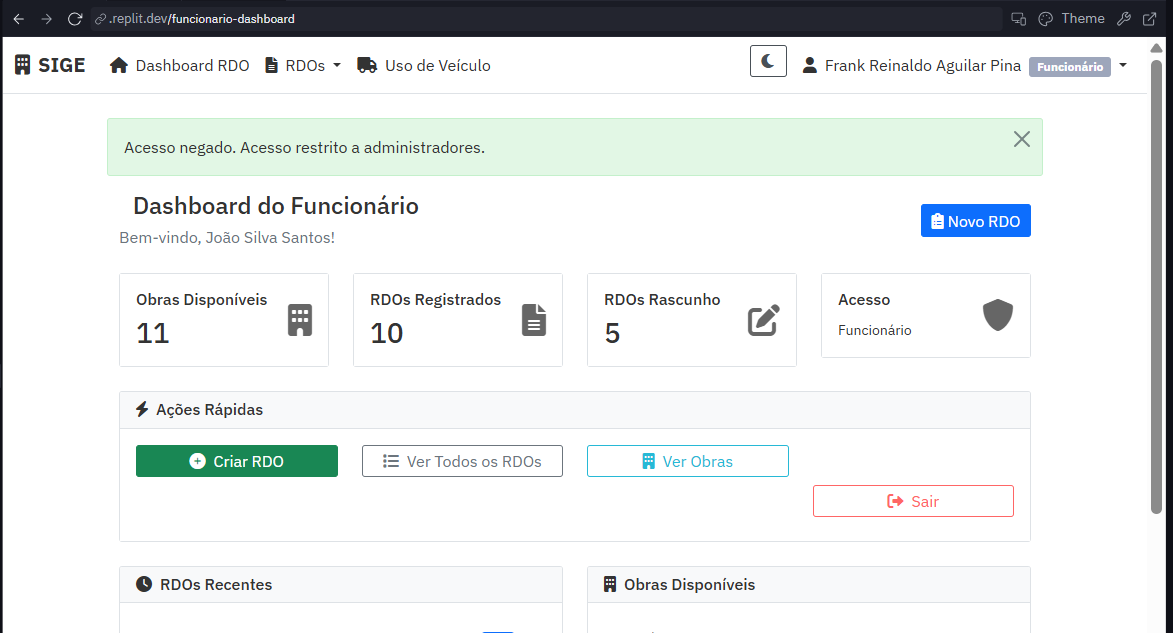 .replit.dev/funcionario-dashboard
Theme
SIGE
Dashboard RDO
RDOs
Uso de Veículo
Frank Reinaldo Aguilar Pina
Funcionário
Acesso negado. Acesso restrito a administradores.
Dashboard do Funcionário
Bem-vindo, João Silva Santos!
Novo RDO
Obras Disponíveis
11
RDOs Registrados
10
RDOs Rascunho
5
Acesso
Funcionário
Ações Rápidas
Criar RDO
Ver Todos os RDOs
Ver Obras
Sair
RDOs Recentes
Obras Disponíveis